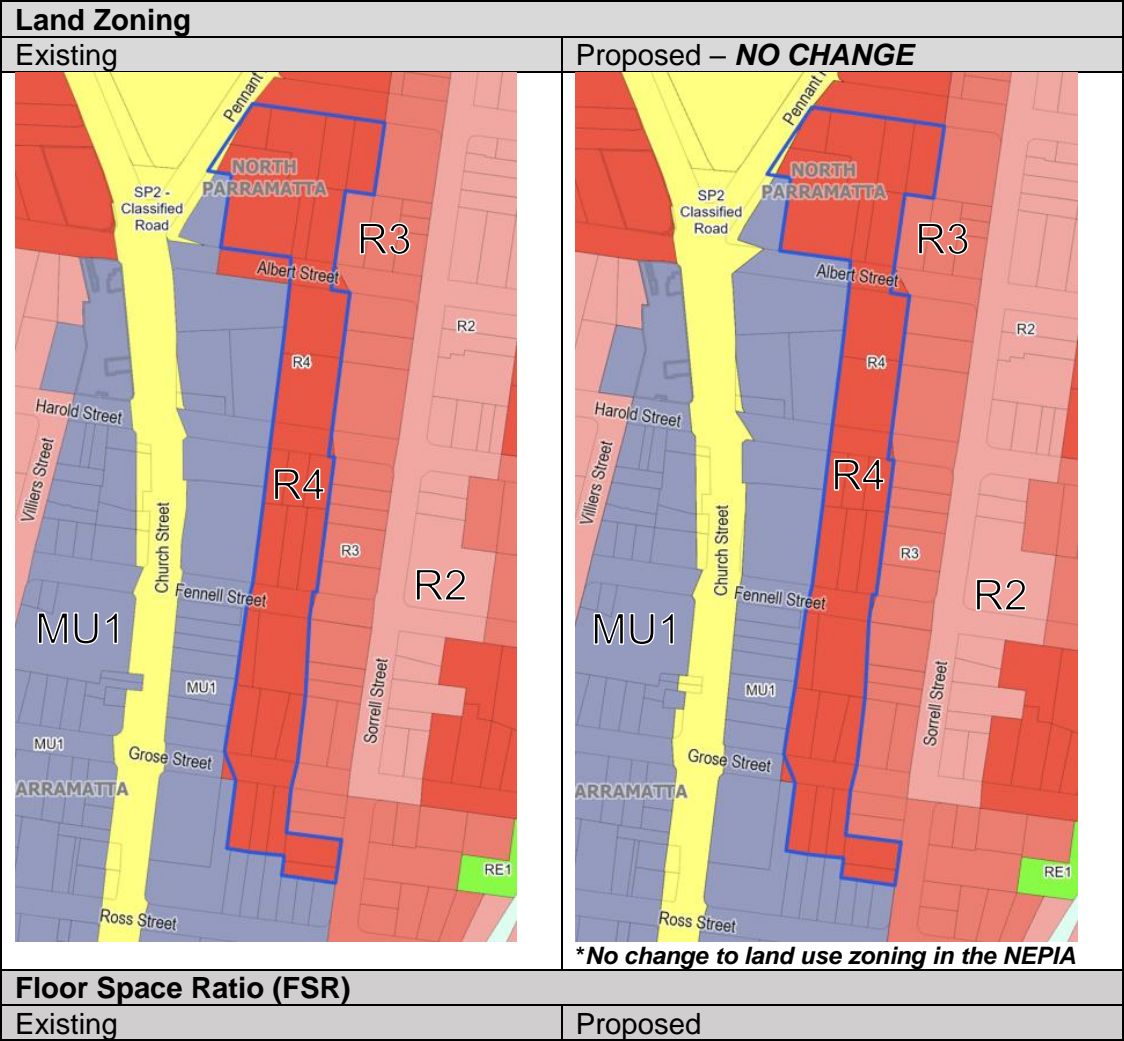 Land Zoning
Existing
Proposed – NO CHANGE
Pennant
NORTH
PARRAMATTA
SP2 -
Classified
Road
R3
Albert Street
R2
R4
Harold Street
Villiers Street
R4
Church Street
R3
Fennell Street
R2
MU1
MU1
Sorrell Street
MU1
Grose Street
ARRAMATTA
RE1
Ross Street
Pennant
NORTH
PARRAMATTA
SP2
Classified
Road
R3
Albert Street
R2
R4
Harold Street
Villiers Street
R4
Church Street
R3
Fennell Street
R2
MU1
MU1
Sorrell Street
Grose Street
ARRAMATTA
RE1
Ross Street
*No change to land use zoning in the NEPIA
Floor Space Ratio (FSR)
Existing
Proposed